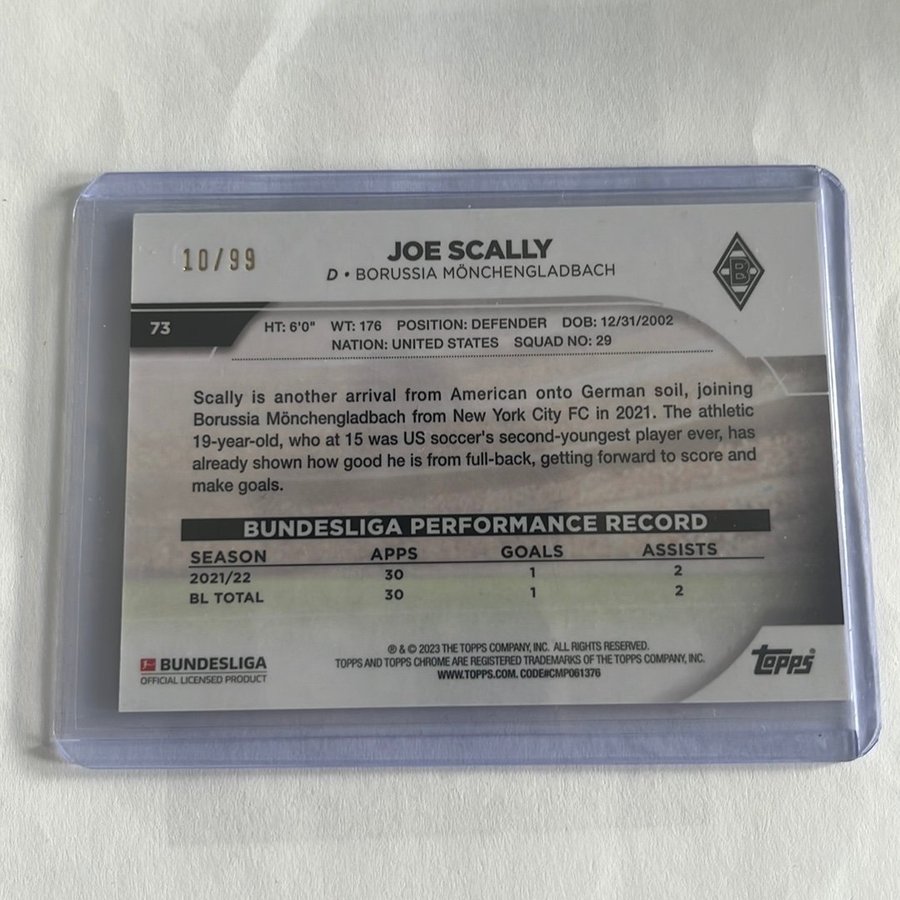 10/99
JOE SCALLY
D • BORUSSIA MÖNCHENGLADBACH
B
73
HT: 6'0" WT: 176 POSITION: DEFENDER DOB: 12/31/2002
NATION: UNITED STATES SQUAD NO: 29
Scally is another arrival from American onto German soil, joining
Borussia Mönchengladbach from New York City FC in 2021. The athletic
19-year-old, who at 15 was US soccer's second-youngest player ever, has
already shown how good he is from full-back, getting forward to score and
make goals.
BUNDESLIGA PERFORMANCE RECORD
SEASON APPS GOALS ASSISTS
2021/22 30 1 2
BL TOTAL 30 1 2
BUNDESLIGA
OFFICIAL LICENSED PRODUCT
® & © 2023 THE TOPPS COMPANY, INC. ALL RIGHTS RESERVED.
TOPPS AND TOPPS CHROME ARE REGISTERED TRADEMARKS OF THE TOPPS COMPANY, INC.
WWW.TOPPS.COM. CODE#CMP061376
Topps